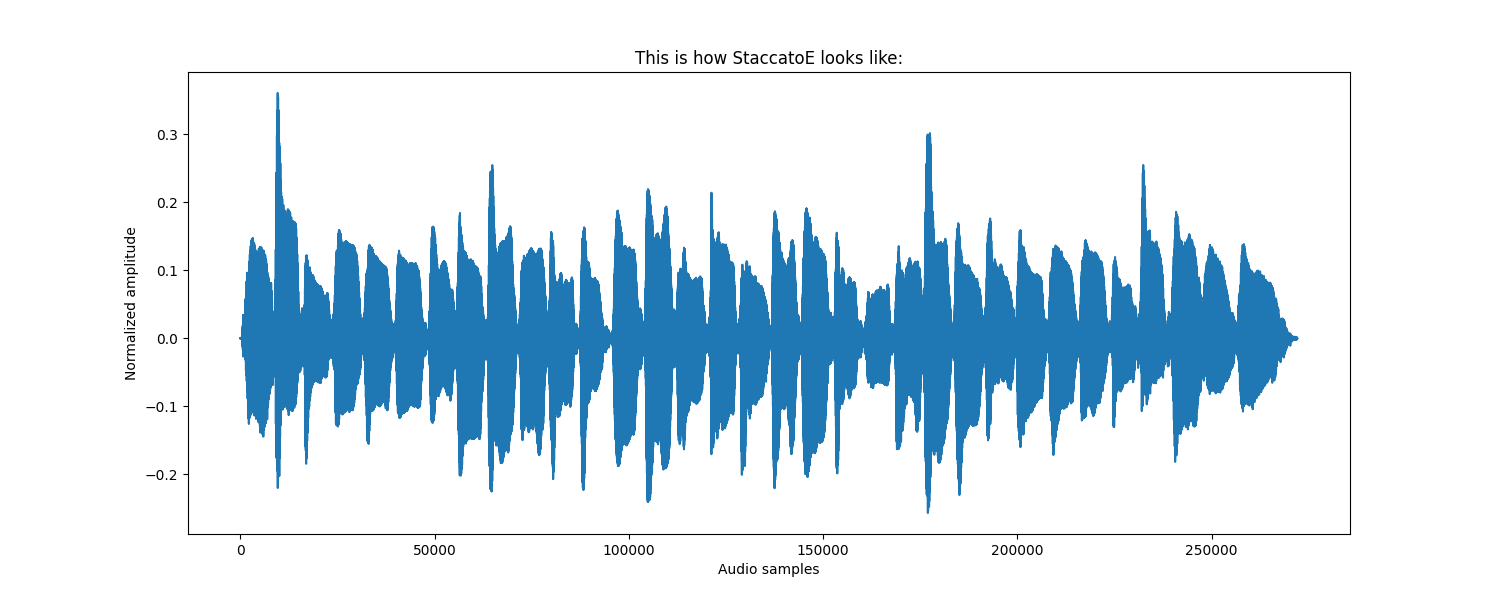 This is how StaccatoE looks like:
Normalized amplitude
0.3
0.2
0.1
0.0
−0.1
−0.2
0 50000 100000 150000 200000 250000
Audio samples